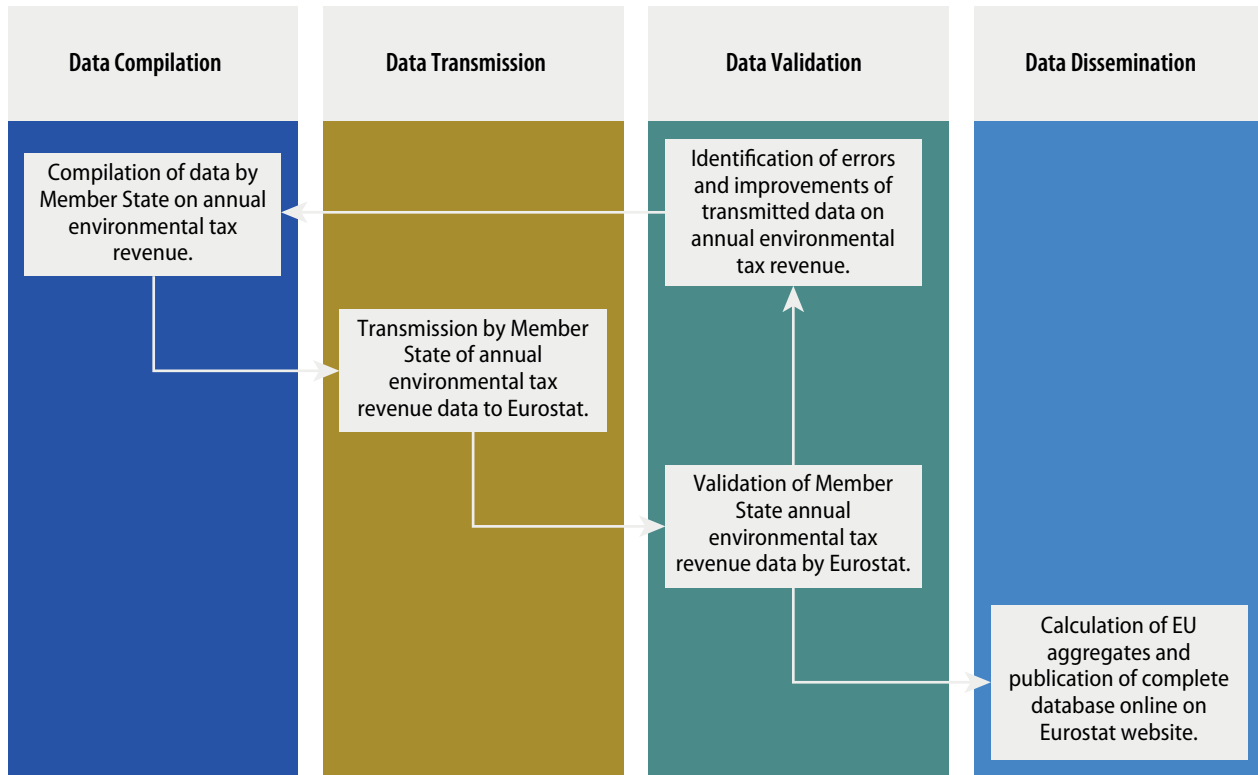 Data Compilation
Data Transmission
Data Validation
Data Dissemination
Compilation of data by
Member State on annual
environmental tax
revenue.
Identification of errors
and improvements of
transmitted data on
annual environmental
tax revenue.
Transmission by Member
State of annual
environmental tax
revenue data to Eurostat.
Validation of Member
State annual
environmental tax
revenue data by Eurostat.
Calculation of EU
aggregates and
publication of complete
database online on
Eurostat website.